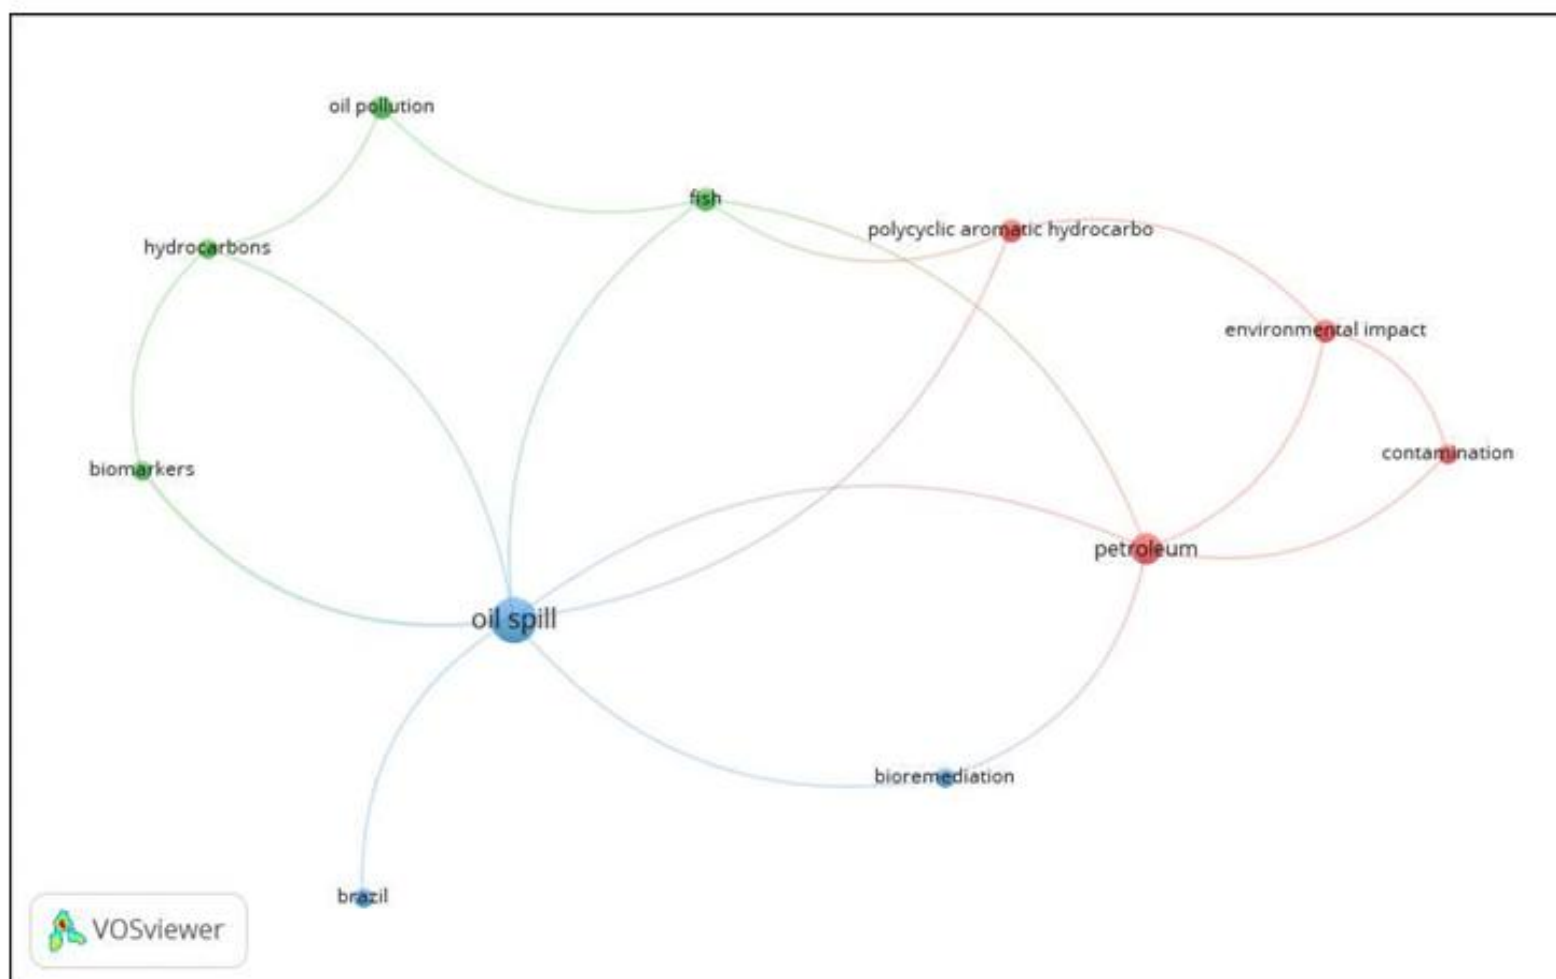 oil pollution
fish
polycyclic aromatic hydrocarbo
hydrocarbons
environmental impact
contamination
biomarkers
petroleum
oil spill
bioremediation
brazil
VOSviewer